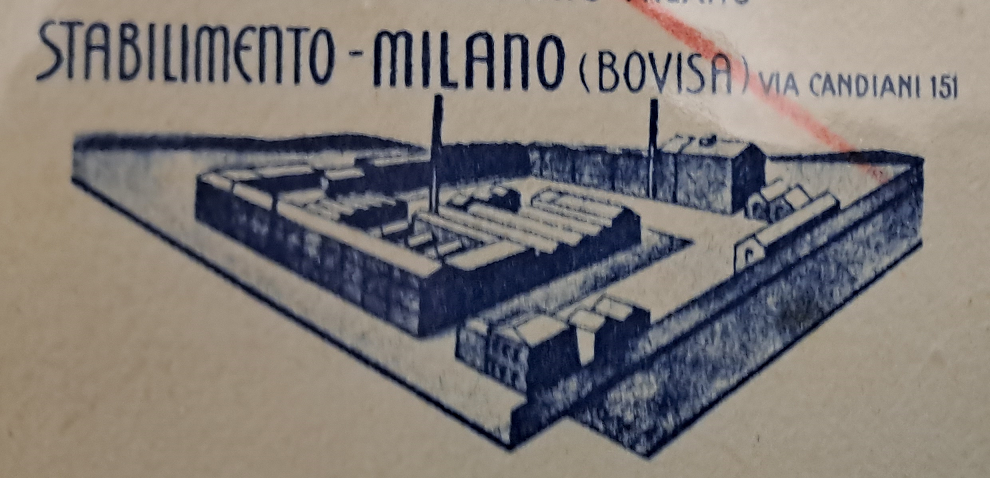 STABILIMENTO - MILANO (BOVISA) VIA CANDIANI 151